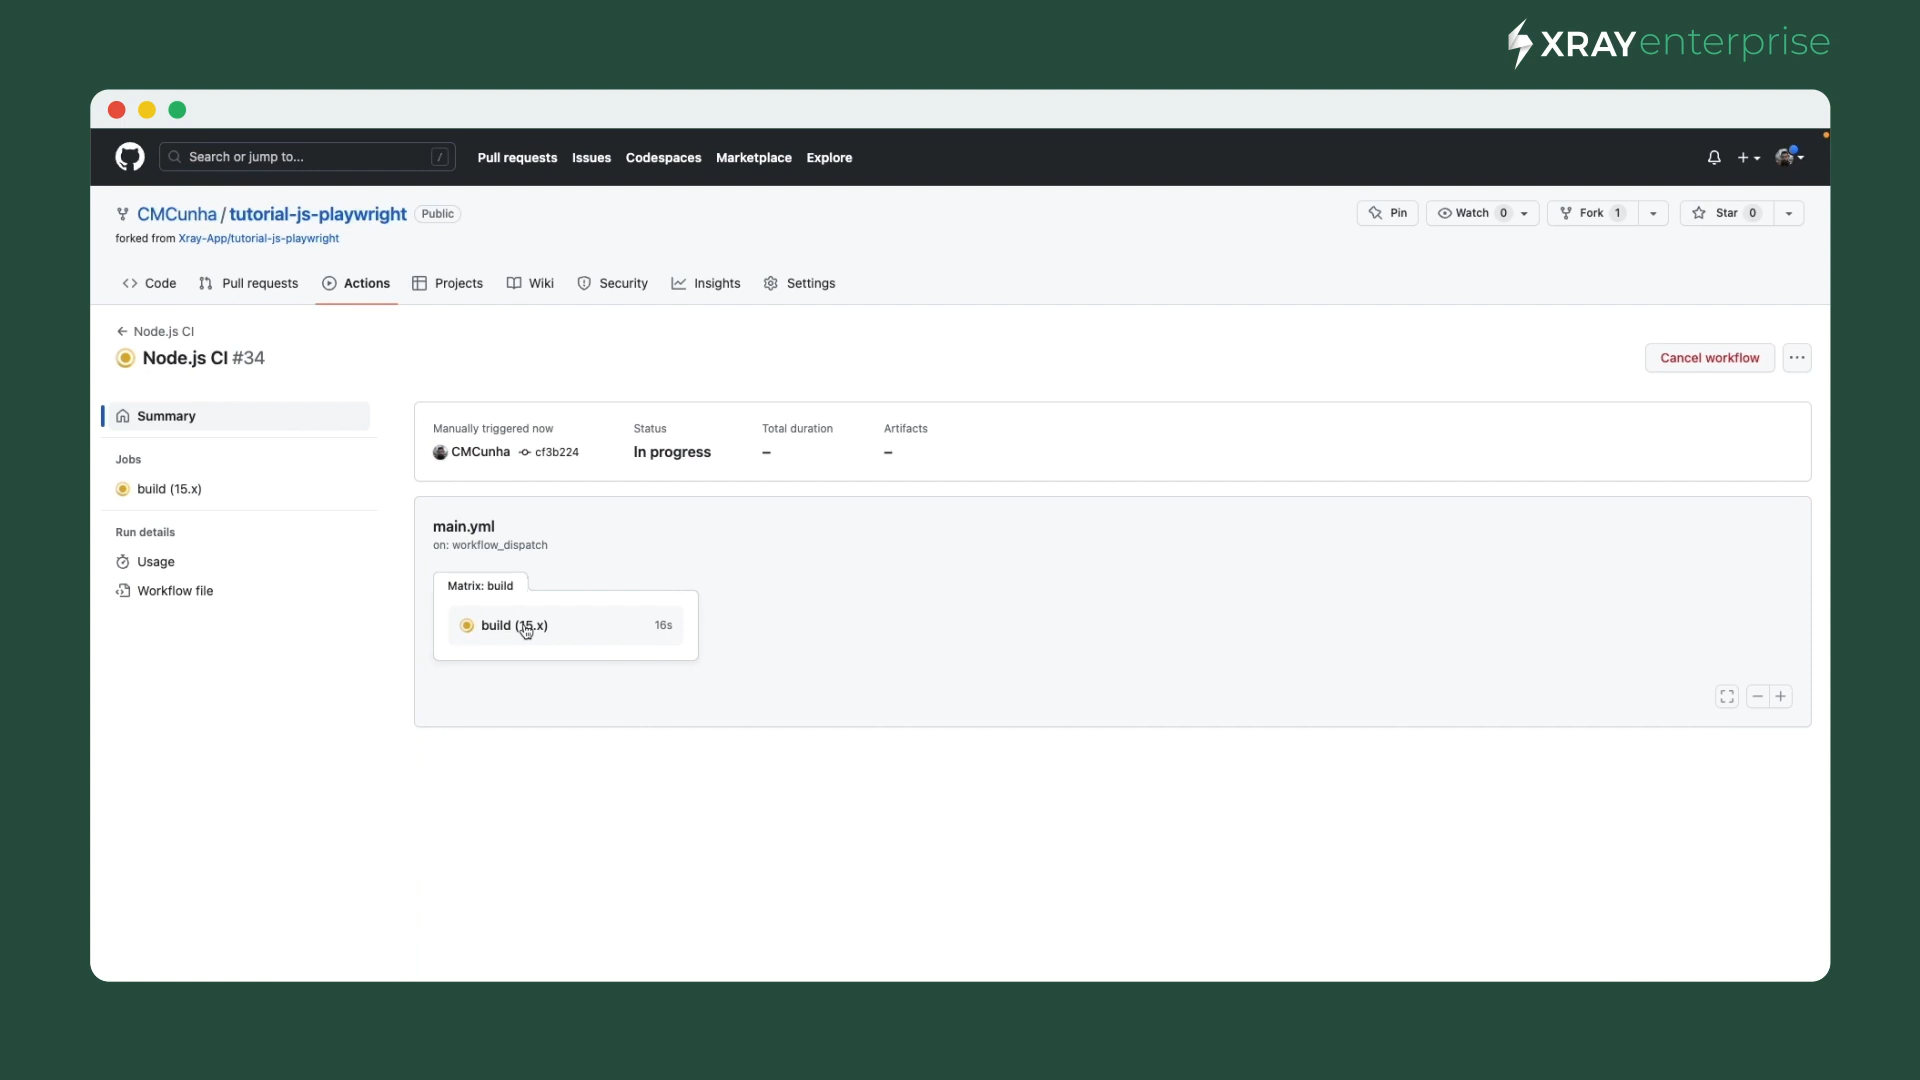 XRAY enterprise
Search or jump to... /
Pull requests Issues Codespaces Marketplace Explore
CMCunha / tutorial-js-playwright Public
Pin Watch 0 Fork 1 Star 0
forked from Xray-App/tutorial-js-playwright
Code Pull requests Actions Projects Wiki Security Insights Settings
Node.js CI
Node.js CI #34
Cancel workflow
Summary
Jobs
build (15.x)
Run details
Usage
Workflow file
Manually triggered now Status Total duration Artifacts
CMCunha cf3b224 In progress – –
main.yml
on: workflow_dispatch
Matrix: build
build (15.x) 16s